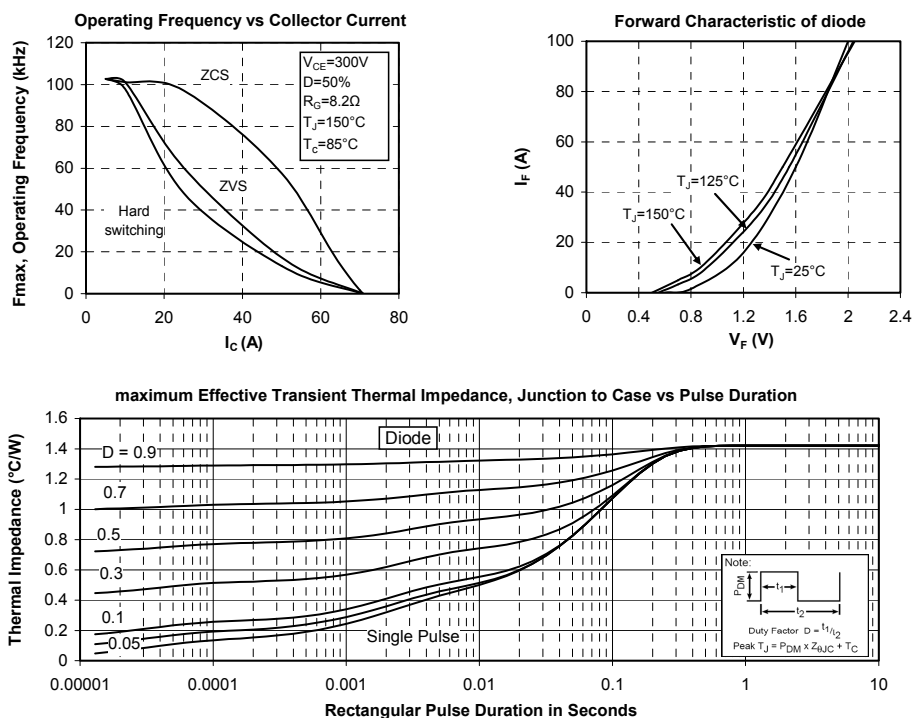 Operating Frequency vs Collector Current
Fmax, Operating Frequency (kHz)
120
100
80
60
40
20
0
0 20 40 60 80
I_C (A)
ZCS
ZVS
Hard
switching
V_CE=300V
D=50%
R_G=8.2Ω
T_J=150°C
T_C=85°C
Forward Characteristic of diode
I_F (A)
100
80
60
40
20
0
0 0.4 0.8 1.2 1.6 2 2.4
V_F (V)
T_J=125°C
T_J=150°C
T_J=25°C
maximum Effective Transient Thermal Impedance, Junction to Case vs Pulse Duration
Thermal Impedance (°C/W)
1.6
1.4
1.2
1
0.8
0.6
0.4
0.2
0
0.00001 0.0001 0.001 0.01 0.1 1 10
Rectangular Pulse Duration in Seconds
Diode
D = 0.9
0.7
0.5
0.3
0.1
0.05
Single Pulse
Note:
P_DM
t_1
t_2
Duty Factor D = t_1/t_2
Peak T_J = P_DM x Z_θJC + T_C